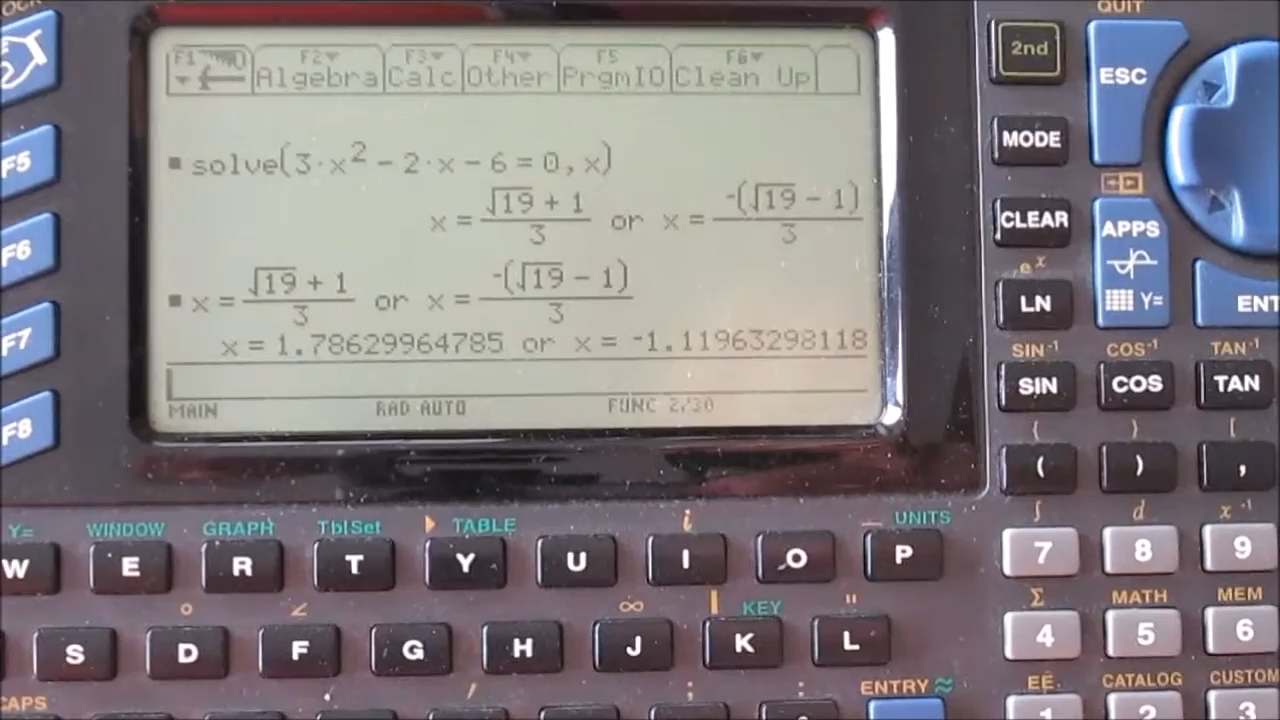 OCK
QUIT
F1 F2 F3 F4 F5 F6
Algebra Calc Other PrgmIO Clean Up
2nd ESC
F5
solve(3·x²-2·x-6=0,x)
MODE
x=(√19+1)/3 or x=-(√19-1)/3
CLEAR APPS
F6
x=(√19+1)/3 or x=-(√19-1)/3
eˣ
LN Y= ENT
F7
x=1.78629964785 or x=-1.11963298118
SIN⁻¹ COS⁻¹ TAN⁻¹
SIN COS TAN
MAIN RAD AUTO FUNC 2/30
F8
{ } [
( ) ,
Y= WINDOW GRAPH TblSet TABLE i UNITS
∫ d x⁻¹
W E R T Y U I O P
7 8 9
° ∠ ∞ | KEY "
Σ MATH MEM
S D F G H J K L
4 5 6
CAPS ' ; :
ENTRY ≈
EE CATALOG CUSTOM
1 2 3